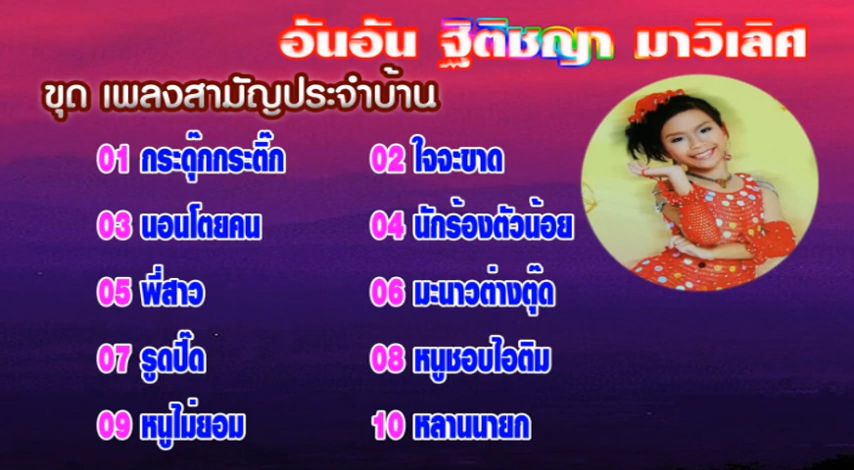 อันอัน ฐิติชญา มาวิเลิศ
ชุด เพลงสามัญประจำบ้าน
01 กระดุ๊กกระติ๊ก
02 ใจจะขาด
03 นอนโตยคน
04 นักร้องตัวน้อย
05 พี่สาว
06 มะนาวต่างตุ๊ด
07 รูดปื๊ด
08 หนูชอบไอติม
09 หนูไม่ยอม
10 หลานนายก